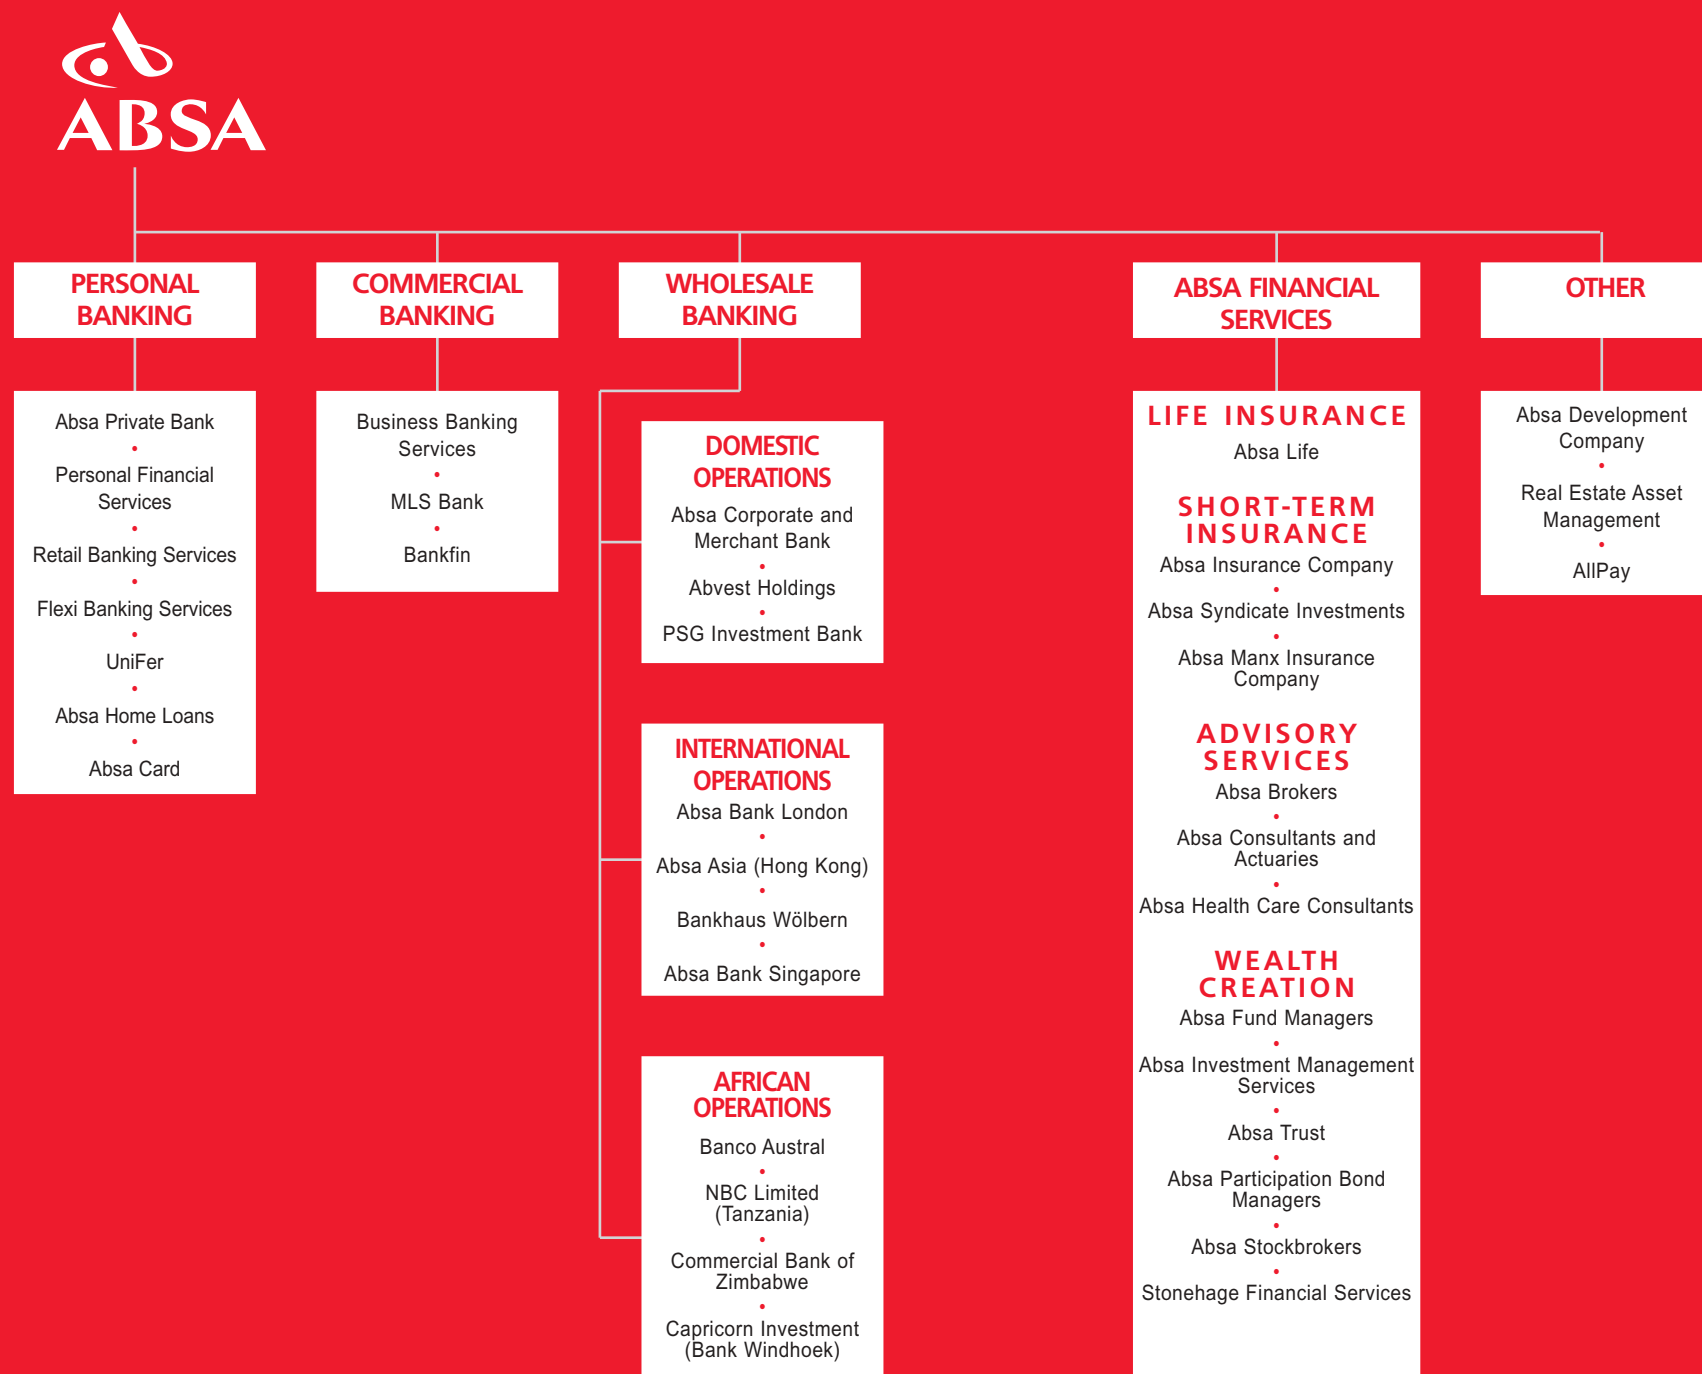 ABSA
PERSONAL
BANKING
Absa Private Bank
•
Personal Financial
Services
•
Retail Banking Services
•
Flexi Banking Services
•
UniFer
•
Absa Home Loans
•
Absa Card
COMMERCIAL
BANKING
Business Banking
Services
•
MLS Bank
•
Bankfin
WHOLESALE
BANKING
DOMESTIC
OPERATIONS
Absa Corporate and
Merchant Bank
•
Abvest Holdings
•
PSG Investment Bank
INTERNATIONAL
OPERATIONS
Absa Bank London
•
Absa Asia (Hong Kong)
•
Bankhaus Wölbern
•
Absa Bank Singapore
AFRICAN
OPERATIONS
Banco Austral
•
NBC Limited
(Tanzania)
•
Commercial Bank of
Zimbabwe
•
Capricorn Investment
(Bank Windhoek)
ABSA FINANCIAL
SERVICES
LIFE INSURANCE
Absa Life
SHORT-TERM
INSURANCE
Absa Insurance Company
•
Absa Syndicate Investments
•
Absa Manx Insurance
Company
ADVISORY
SERVICES
Absa Brokers
•
Absa Consultants and
Actuaries
•
Absa Health Care Consultants
WEALTH
CREATION
Absa Fund Managers
•
Absa Investment Management
Services
•
Absa Trust
•
Absa Participation Bond
Managers
•
Absa Stockbrokers
•
Stonehage Financial Services
OTHER
Absa Development
Company
•
Real Estate Asset
Management
•
AllPay